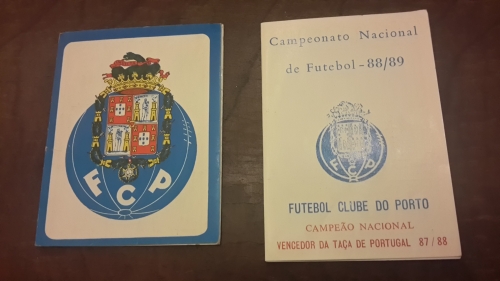 FCP
Campeonato Nacional
de Futebol - 88/89
FCP
FUTEBOL CLUBE DO PORTO
CAMPEÃO NACIONAL
VENCEDOR DA TAÇA DE PORTUGAL 87/88